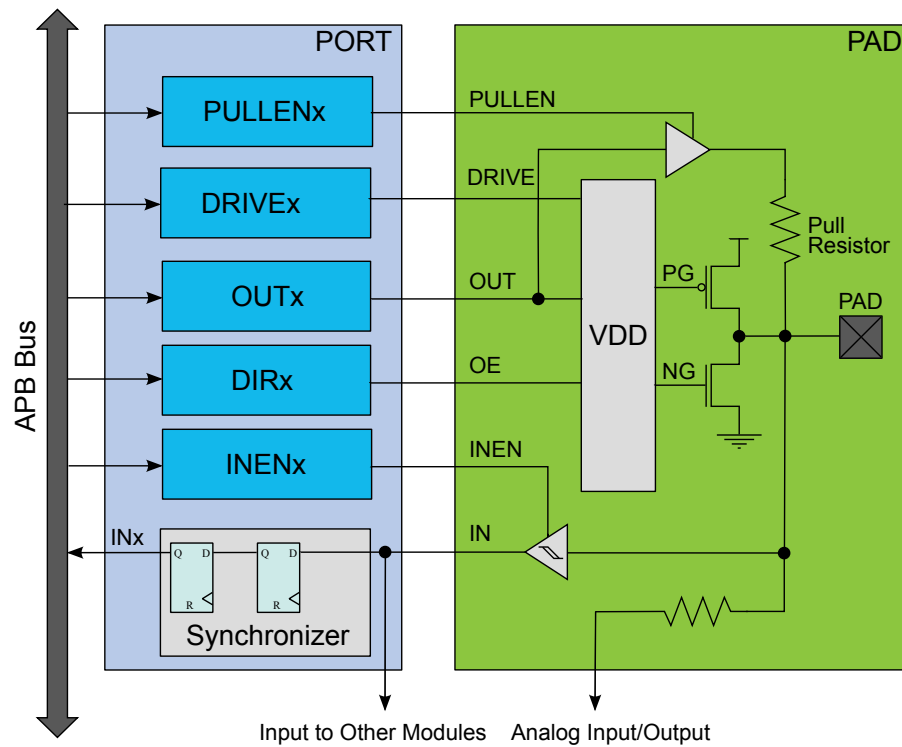 PORT
PAD
PULLENx
PULLEN
DRIVEx
DRIVE
Pull
Resistor
OUTx
OUT
PG
PAD
VDD
APB Bus
DIRx
OE
NG
INENx
INEN
INx
IN
Q
D
Q
D
R
R
Synchronizer
Input to Other Modules
Analog Input/Output